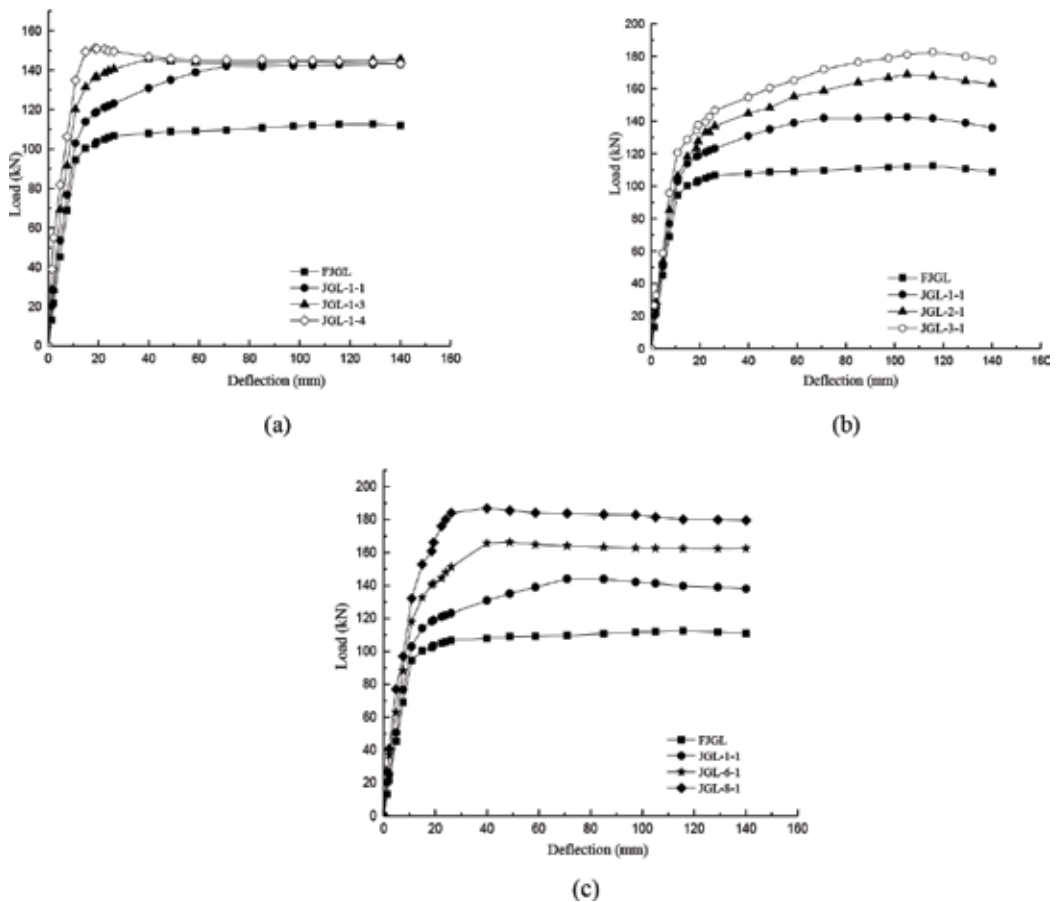 160
140
120
100
80
60
40
20
0
Load (kN)
FJGL
JGL-1-1
JGL-1-3
JGL-1-4
0 20 40 60 80 100 120 140 160
Deflection (mm)
(a)
200
180
160
140
120
100
80
60
40
20
0
Load (kN)
FJGL
JGL-1-1
JGL-2-1
JGL-3-1
0 20 40 60 80 100 120 140 160
Deflection (mm)
(b)
200
180
160
140
120
100
80
60
40
20
0
Load (kN)
FJGL
JGL-1-1
JGL-6-1
JGL-8-1
0 20 40 60 80 100 120 140 160
Deflection (mm)
(c)